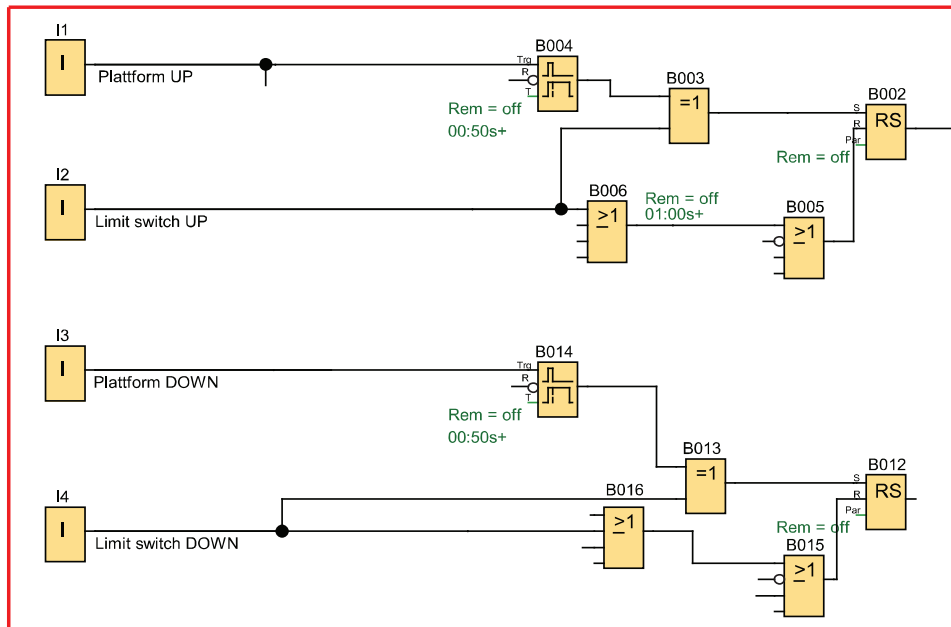 I1
I
Plattform UP
B004
Trg
R
T
Rem = off
00:50s+
B003
=1
B002
S
R
Par
RS
Rem = off
I2
I
Limit switch UP
B006
≥1
Rem = off
01:00s+
B005
≥1
I3
I
Plattform DOWN
B014
Trg
R
T
Rem = off
00:50s+
B013
=1
B012
S
R
Par
RS
Rem = off
I4
I
Limit switch DOWN
B016
≥1
B015
≥1